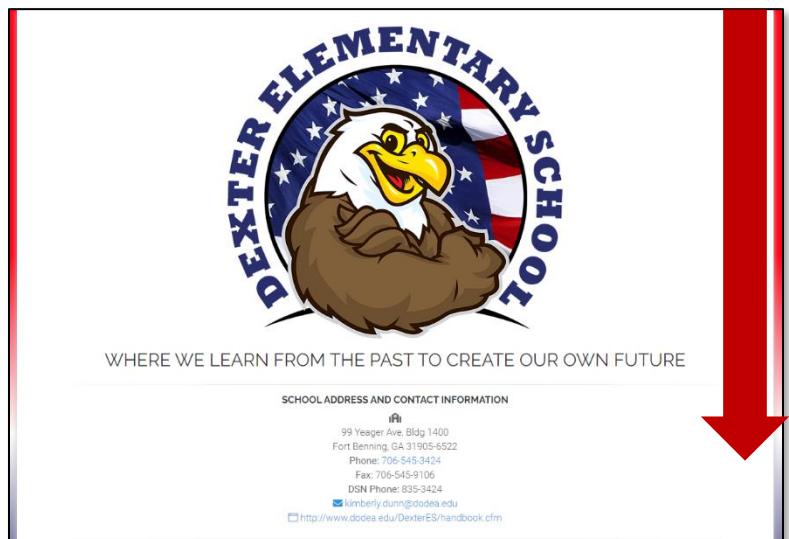 DEXTER ELEMENTARY SCHOOL
WHERE WE LEARN FROM THE PAST TO CREATE OUR OWN FUTURE
SCHOOL ADDRESS AND CONTACT INFORMATION
99 Yeager Ave, Bldg 1400
Fort Benning, GA 31905-6522
Phone: 706-545-3424
Fax: 706-545-9106
DSN Phone: 835-3424
kimberly.dunn@dodea.edu
http://www.dodea.edu/DexterES/handbook.cfm